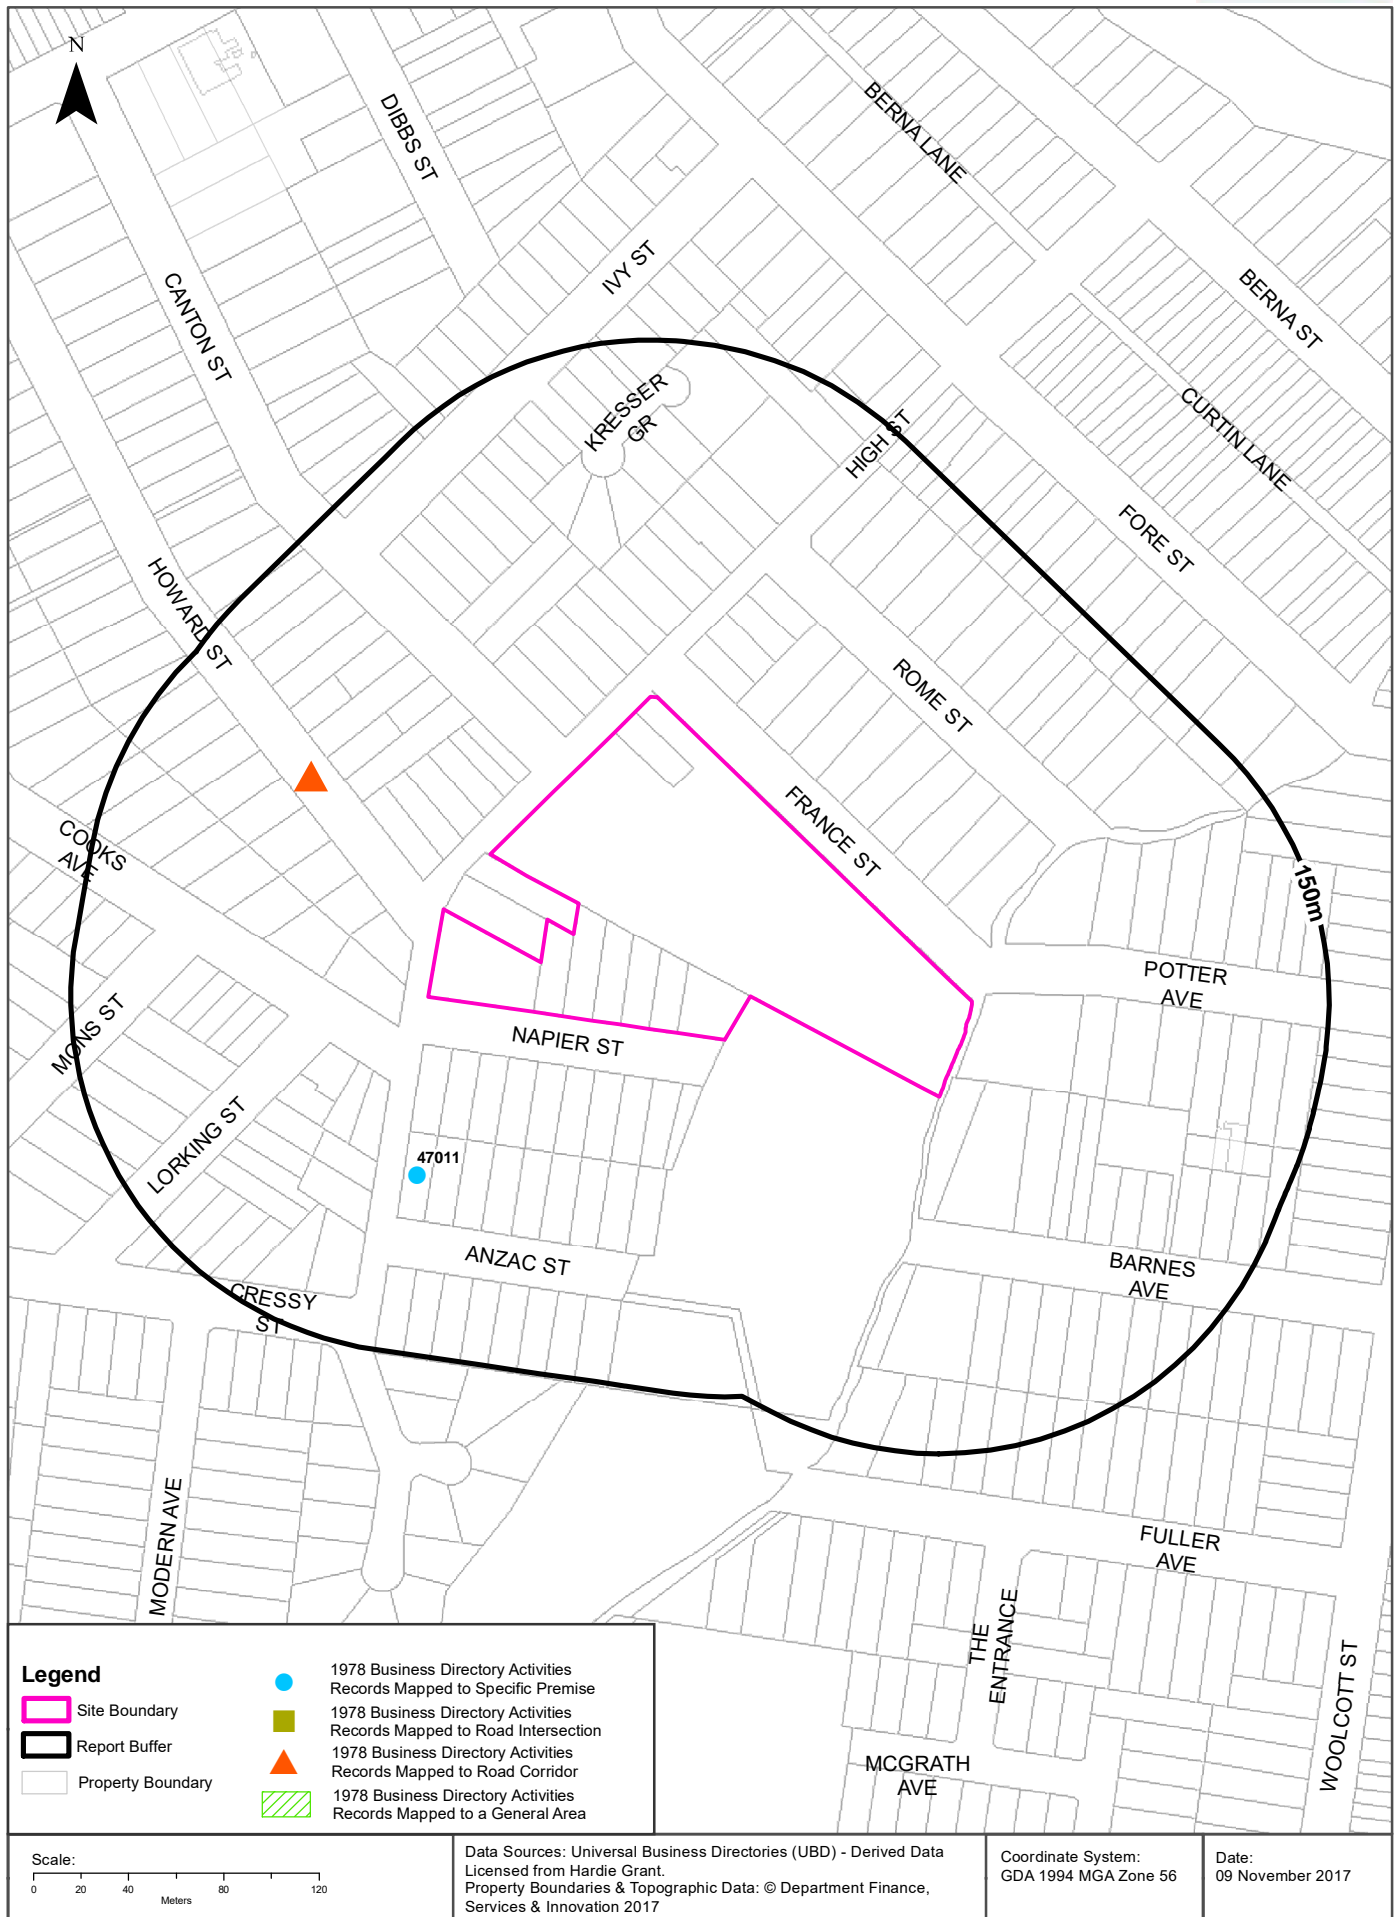 N
DIBBS ST
BERNA LANE
IVY ST
CANTON ST
BERNA ST
KRESSER
GR
HIGH ST
CURTIN LANE
FORE ST
HOWARD ST
ROME ST
FRANCE ST
COOKS
AVE
150m
POTTER
AVE
MONS ST
NAPIER ST
LORKING ST
47011
ANZAC ST
BARNES
AVE
CRESSY
ST
MODERN AVE
FULLER
AVE
THE
ENTRANCE
WOOLCOTT ST
MCGRATH
AVE
Legend
Site Boundary
Report Buffer
Property Boundary
1978 Business Directory Activities
Records Mapped to Specific Premise
1978 Business Directory Activities
Records Mapped to Road Intersection
1978 Business Directory Activities
Records Mapped to Road Corridor
1978 Business Directory Activities
Records Mapped to a General Area
Scale:
0 20 40 80 120
Meters
Data Sources: Universal Business Directories (UBD) - Derived Data
Licensed from Hardie Grant.
Property Boundaries & Topographic Data: © Department Finance,
Services & Innovation 2017
Coordinate System:
GDA 1994 MGA Zone 56
Date:
09 November 2017